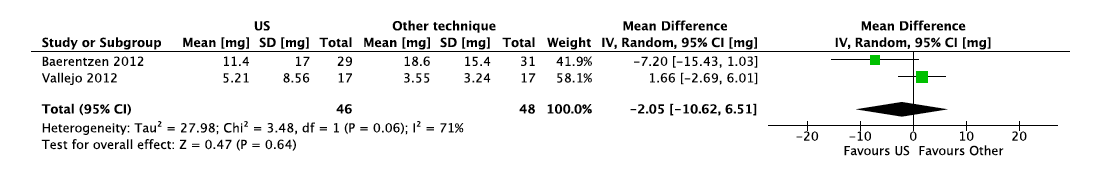 US Other technique Mean Difference Mean Difference
Study or Subgroup Mean [mg] SD [mg] Total Mean [mg] SD [mg] Total Weight IV, Random, 95% CI [mg] IV, Random, 95% CI [mg]
Baerentzen 2012 11.4 17 29 18.6 15.4 31 41.9% -7.20 [-15.43, 1.03]
Vallejo 2012 5.21 8.56 17 3.55 3.24 17 58.1% 1.66 [-2.69, 6.01]
Total (95% CI) 46 48 100.0% -2.05 [-10.62, 6.51]
Heterogeneity: Tau² = 27.98; Chi² = 3.48, df = 1 (P = 0.06); I² = 71%
Test for overall effect: Z = 0.47 (P = 0.64)
-20 -10 0 10 20
Favours US Favours Other